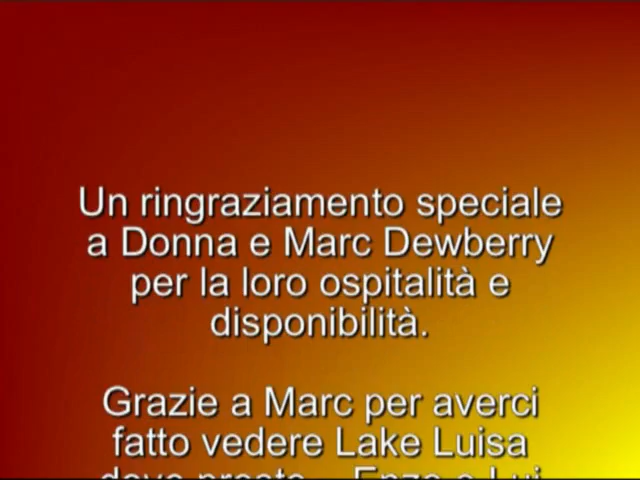 Un ringraziamento speciale
a Donna e Marc Dewberry
per la loro ospitalità e
disponibilità.
Grazie a Marc per averci
fatto vedere Lake Luisa